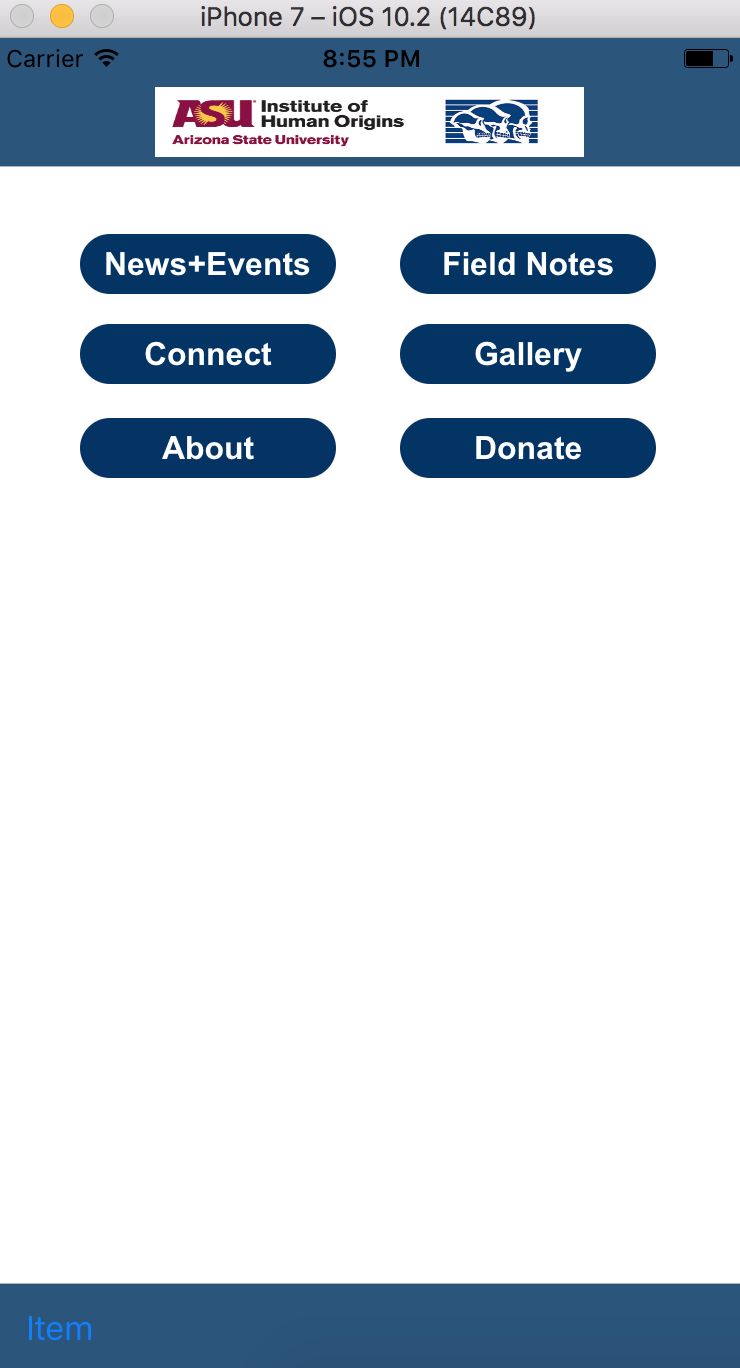 iPhone 7 – iOS 10.2 (14C89)
Carrier 8:55 PM
ASU Institute of
Human Origins
Arizona State University
News+Events Field Notes
Connect Gallery
About Donate
Item